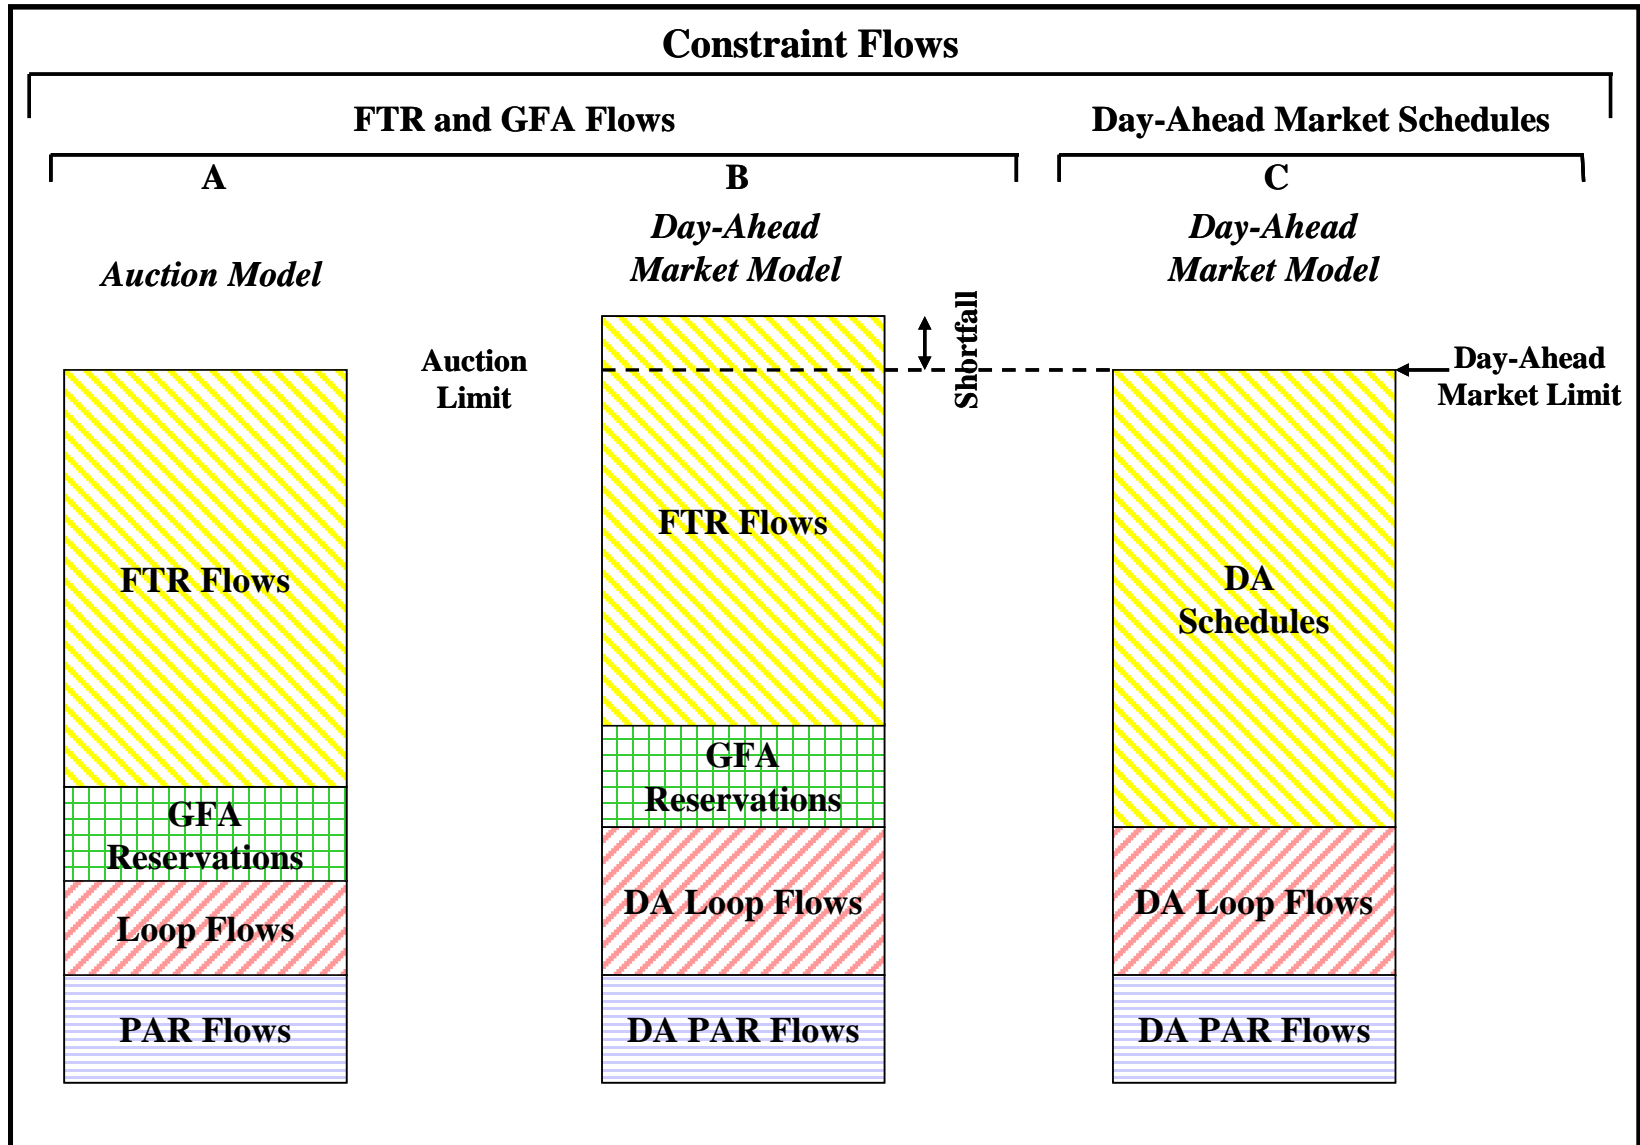 Constraint Flows
FTR and GFA Flows
Day-Ahead Market Schedules
A
B
C
Auction Model
Day-Ahead
Market Model
Day-Ahead
Market Model
Auction
Limit
Shortfall
Day-Ahead
Market Limit
FTR Flows
GFA
Reservations
Loop Flows
PAR Flows
FTR Flows
GFA
Reservations
DA Loop Flows
DA PAR Flows
DA
Schedules
DA Loop Flows
DA PAR Flows